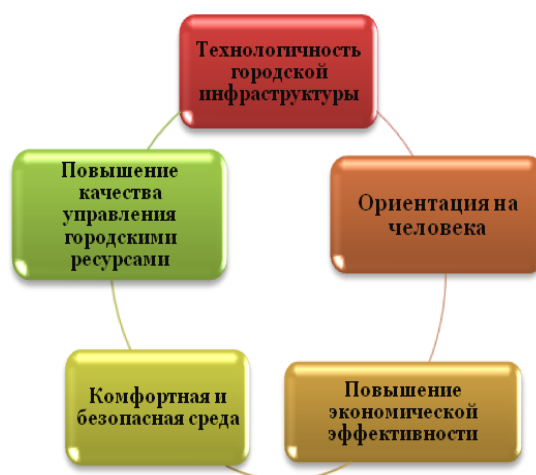 Технологичность
городской
инфраструктуры
Ориентация на
человека
Повышение
экономической
эффективности
Комфортная и
безопасная среда
Повышение
качества
управления
городскими
ресурсами